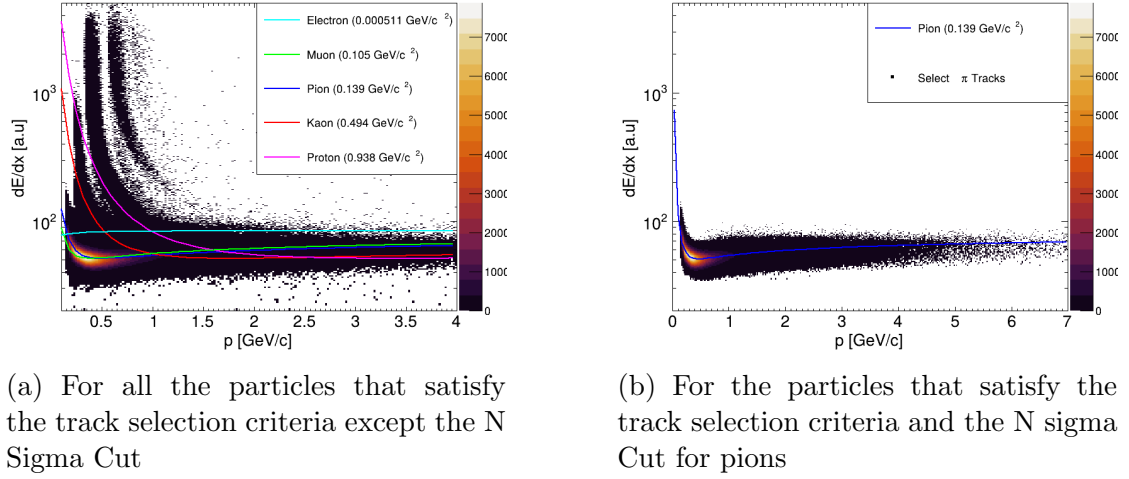 Electron (0.000511 GeV/c ²)
Muon (0.105 GeV/c ²)
Pion (0.139 GeV/c ²)
Kaon (0.494 GeV/c ²)
Proton (0.938 GeV/c ²)
dE/dx [a.u]
10³
10²
0.5 1 1.5 2 2.5 3 3.5 4
p [GeV/c]
7000
6000
5000
4000
3000
2000
1000
0
Pion (0.139 GeV/c ²)
Select π Tracks
dE/dx [a.u]
10³
10²
0 1 2 3 4 5 6 7
p [GeV/c]
7000
6000
5000
4000
3000
2000
1000
0
(a) For all the particles that satisfy
the track selection criteria except the N
Sigma Cut
(b) For the particles that satisfy the
track selection criteria and the N sigma
Cut for pions